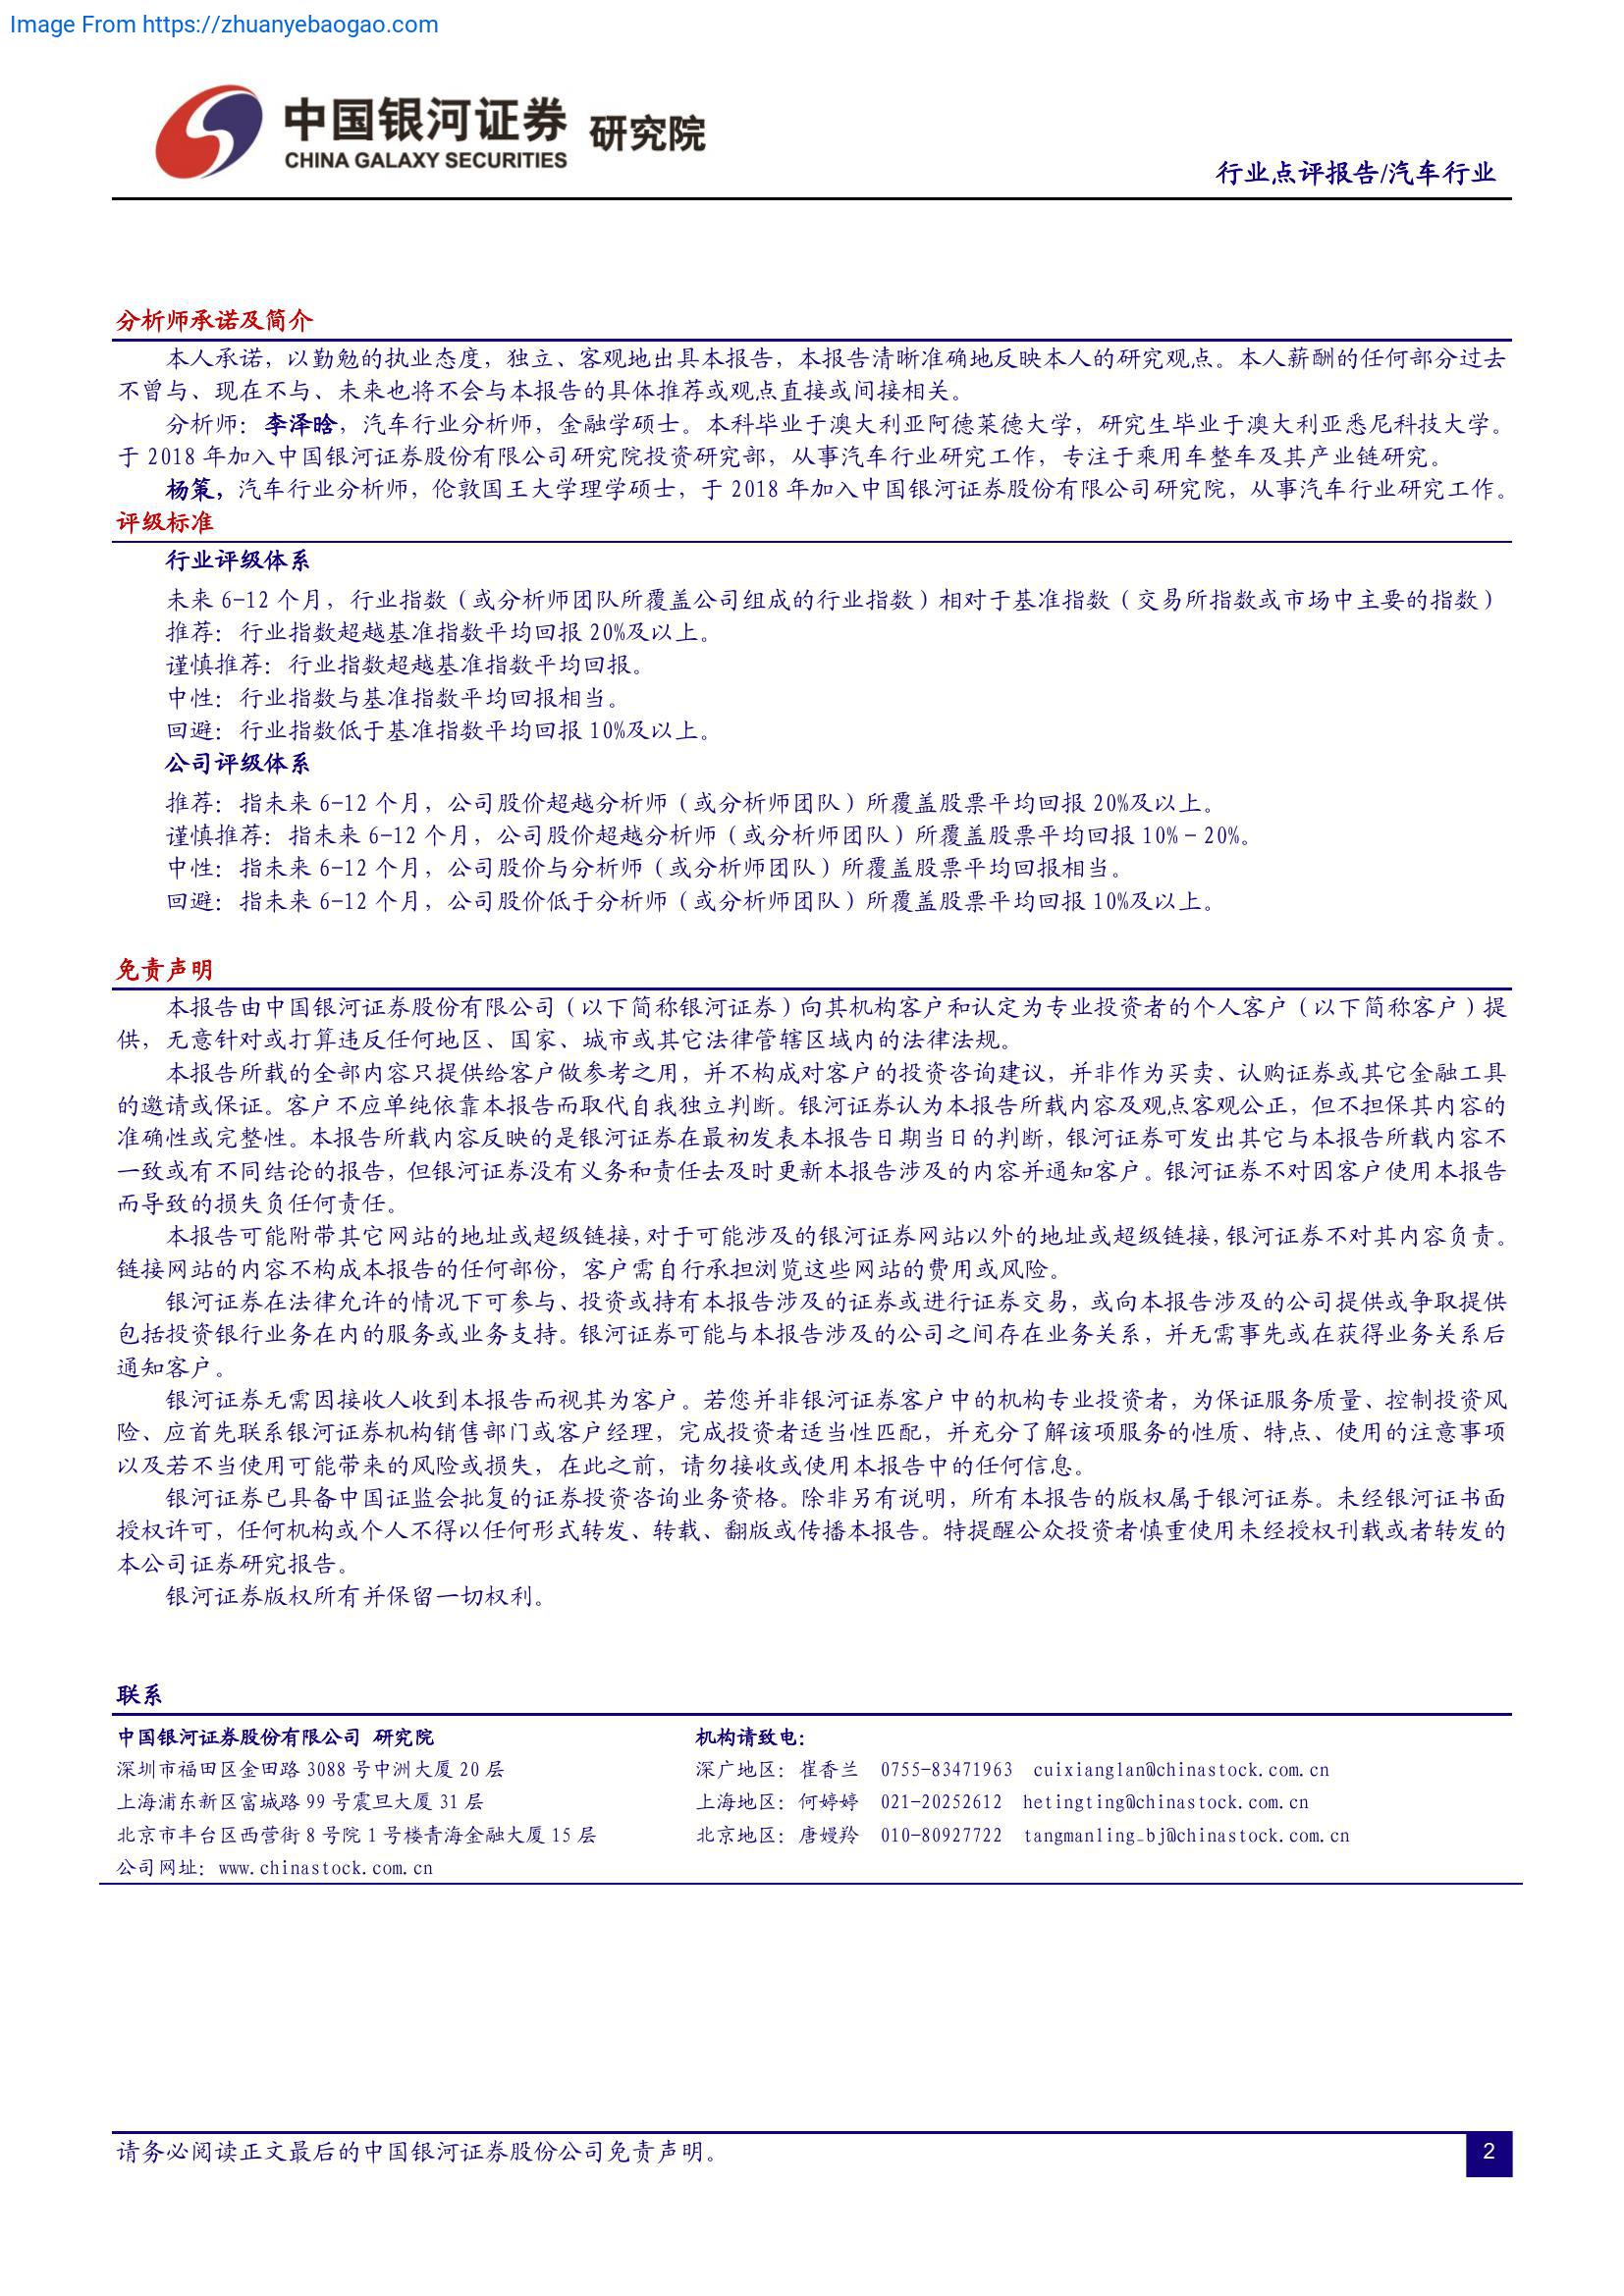 Image From https://zhuanyebaogao.com
中国银河证券 研究院
CHINA GALAXY SECURITIES
行业点评报告/汽车行业
分析师承诺及简介
本人承诺，以勤勉的执业态度，独立、客观地出具本报告，本报告清晰准确地反映本人的研究观点。本人薪酬的任何部分过去
不曾与、现在不与、未来也将不会与本报告的具体推荐或观点直接或间接相关。
分析师：李泽晗，汽车行业分析师，金融学硕士。本科毕业于澳大利亚阿德莱德大学，研究生毕业于澳大利亚悉尼科技大学。
于 2018 年加入中国银河证券股份有限公司研究院投资研究部，从事汽车行业研究工作，专注于乘用车整车及其产业链研究。
杨策，汽车行业分析师，伦敦国王大学理学硕士，于 2018 年加入中国银河证券股份有限公司研究院，从事汽车行业研究工作。
评级标准
行业评级体系
未来 6-12 个月，行业指数（或分析师团队所覆盖公司组成的行业指数）相对于基准指数（交易所指数或市场中主要的指数）
推荐：行业指数超越基准指数平均回报 20%及以上。
谨慎推荐：行业指数超越基准指数平均回报。
中性：行业指数与基准指数平均回报相当。
回避：行业指数低于基准指数平均回报 10%及以上。
公司评级体系
推荐：指未来 6-12 个月，公司股价超越分析师（或分析师团队）所覆盖股票平均回报 20%及以上。
谨慎推荐：指未来 6-12 个月，公司股价超越分析师（或分析师团队）所覆盖股票平均回报 10%－20%。
中性：指未来 6-12 个月，公司股价与分析师（或分析师团队）所覆盖股票平均回报相当。
回避：指未来 6-12 个月，公司股价低于分析师（或分析师团队）所覆盖股票平均回报 10%及以上。
免责声明
本报告由中国银河证券股份有限公司（以下简称银河证券）向其机构客户和认定为专业投资者的个人客户（以下简称客户）提
供，无意针对或打算违反任何地区、国家、城市或其它法律管辖区域内的法律法规。
本报告所载的全部内容只提供给客户做参考之用，并不构成对客户的投资咨询建议，并非作为买卖、认购证券或其它金融工具
的邀请或保证。客户不应单纯依靠本报告而取代自我独立判断。银河证券认为本报告所载内容及观点客观公正，但不担保其内容的
准确性或完整性。本报告所载内容反映的是银河证券在最初发表本报告日期当日的判断，银河证券可发出其它与本报告所载内容不
一致或有不同结论的报告，但银河证券没有义务和责任去及时更新本报告涉及的内容并通知客户。银河证券不对因客户使用本报告
而导致的损失负任何责任。
本报告可能附带其它网站的地址或超级链接，对于可能涉及的银河证券网站以外的地址或超级链接，银河证券不对其内容负责。
链接网站的内容不构成本报告的任何部份，客户需自行承担浏览这些网站的费用或风险。
银河证券在法律允许的情况下可参与、投资或持有本报告涉及的证券或进行证券交易，或向本报告涉及的公司提供或争取提供
包括投资银行业务在内的服务或业务支持。银河证券可能与本报告涉及的公司之间存在业务关系，并无需事先或在获得业务关系后
通知客户。
银河证券无需因接收人收到本报告而视其为客户。若您并非银河证券客户中的机构专业投资者，为保证服务质量、控制投资风
险、应首先联系银河证券机构销售部门或客户经理，完成投资者适当性匹配，并充分了解该项服务的性质、特点、使用的注意事项
以及若不当使用可能带来的风险或损失，在此之前，请勿接收或使用本报告中的任何信息。
银河证券已具备中国证监会批复的证券投资咨询业务资格。除非另有说明，所有本报告的版权属于银河证券。未经银河证书面
授权许可，任何机构或个人不得以任何形式转发、转载、翻版或传播本报告。特提醒公众投资者慎重使用未经授权刊载或者转发的
本公司证券研究报告。
银河证券版权所有并保留一切权利。
联系
中国银河证券股份有限公司 研究院 机构请致电：
深圳市福田区金田路 3088 号中洲大厦 20 层 深广地区：崔香兰 0755-83471963 cuixianglan@chinastock.com.cn
上海浦东新区富城路 99 号震旦大厦 31 层 上海地区：何婷婷 021-20252612 hetingting@chinastock.com.cn
北京市丰台区西营街 8 号院 1 号楼青海金融大厦 15 层 北京地区：唐嫚羚 010-80927722 tangmanling_bj@chinastock.com.cn
公司网址：www.chinastock.com.cn
请务必阅读正文最后的中国银河证券股份公司免责声明。
2